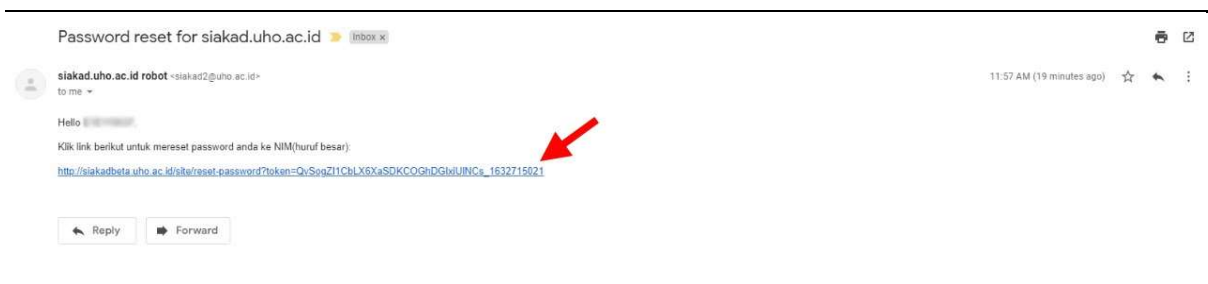 Password reset for siakad.uho.ac.id Inbox x
siakad.uho.ac.id robot <siakad2@uho.ac.id> 11:57 AM (19 minutes ago)
to me
Hello
Klik link berikut untuk mereset password anda ke NIM(huruf besar):
http://siakadbeta.uho.ac.id/site/reset-password?token=QvSogZI1CbLX6XaSDKCOGhDGlxlUlNCs_1632715021
Reply Forward